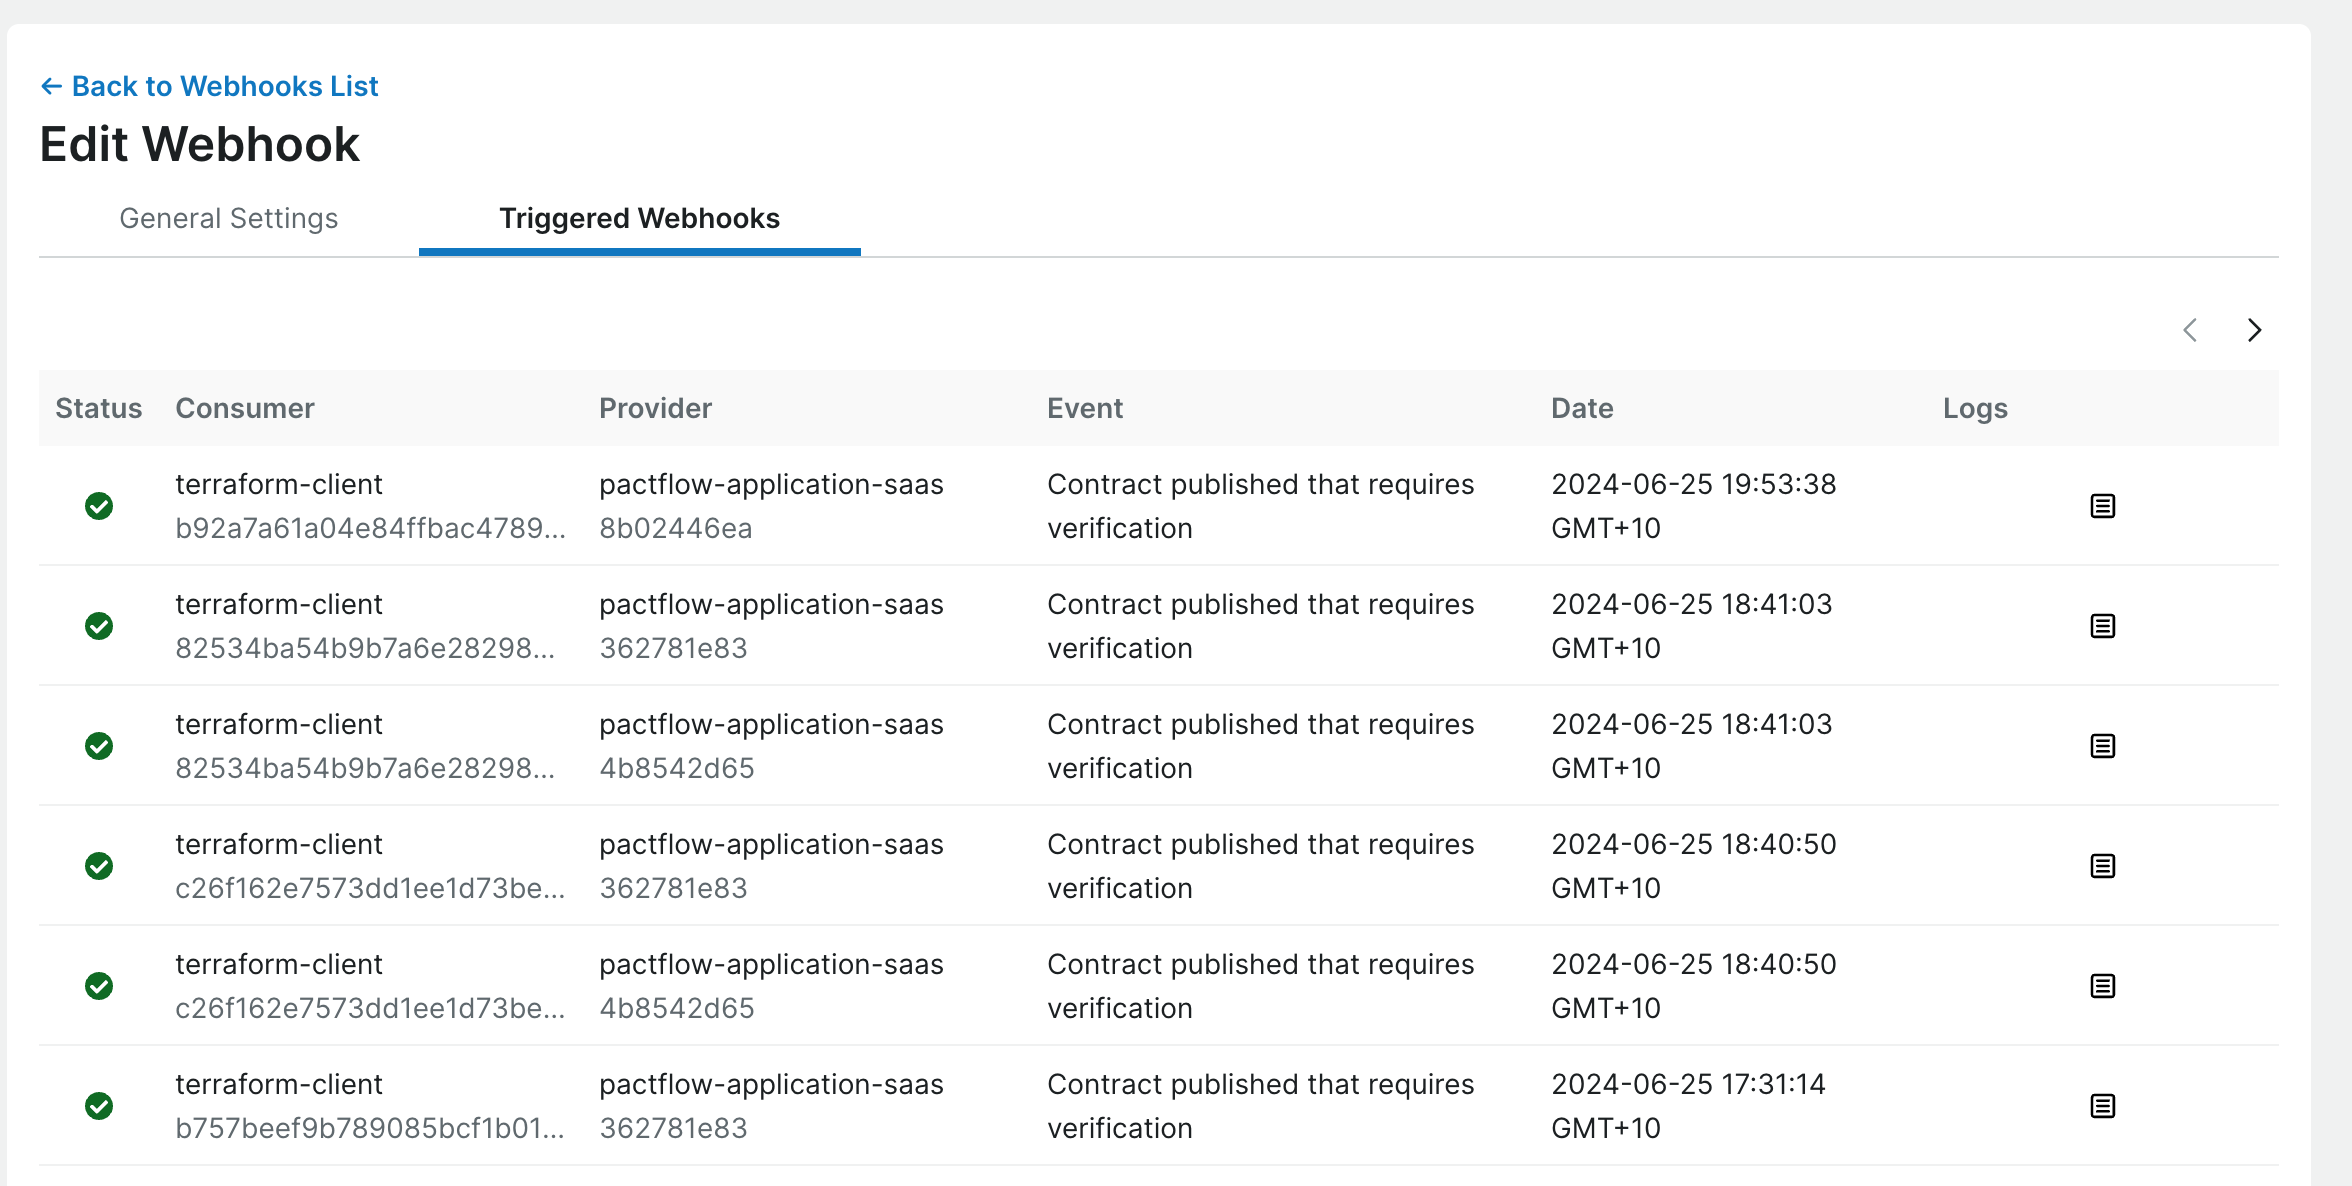 ← Back to Webhooks List
Edit Webhook
General Settings Triggered Webhooks
Status Consumer Provider Event Date Logs
terraform-client pactflow-application-saas Contract published that requires 2024-06-25 19:53:38
b92a7a61a04e84ffbac4789... 8b02446ea verification GMT+10
terraform-client pactflow-application-saas Contract published that requires 2024-06-25 18:41:03
82534ba54b9b7a6e28298... 362781e83 verification GMT+10
terraform-client pactflow-application-saas Contract published that requires 2024-06-25 18:41:03
82534ba54b9b7a6e28298... 4b8542d65 verification GMT+10
terraform-client pactflow-application-saas Contract published that requires 2024-06-25 18:40:50
c26f162e7573dd1ee1d73be... 362781e83 verification GMT+10
terraform-client pactflow-application-saas Contract published that requires 2024-06-25 18:40:50
c26f162e7573dd1ee1d73be... 4b8542d65 verification GMT+10
terraform-client pactflow-application-saas Contract published that requires 2024-06-25 17:31:14
b757beef9b789085bcf1b01... 362781e83 verification GMT+10